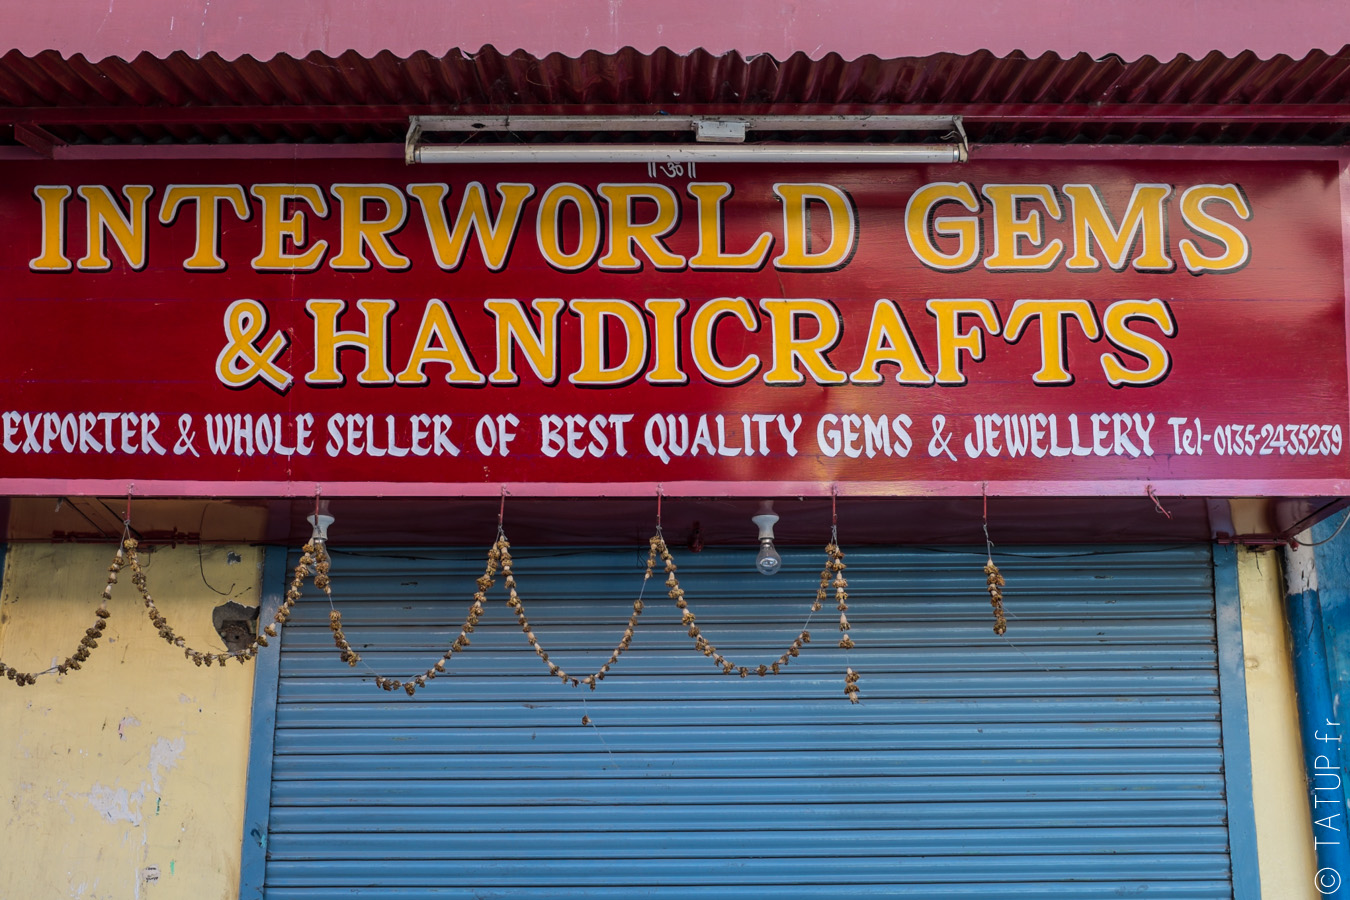 ॥ ॐ ॥
INTERWORLD GEMS
& HANDICRAFTS
EXPORTER & WHOLE SELLER OF BEST QUALITY GEMS & JEWELLERY Tel-0135-2435239
© TATUP.fr